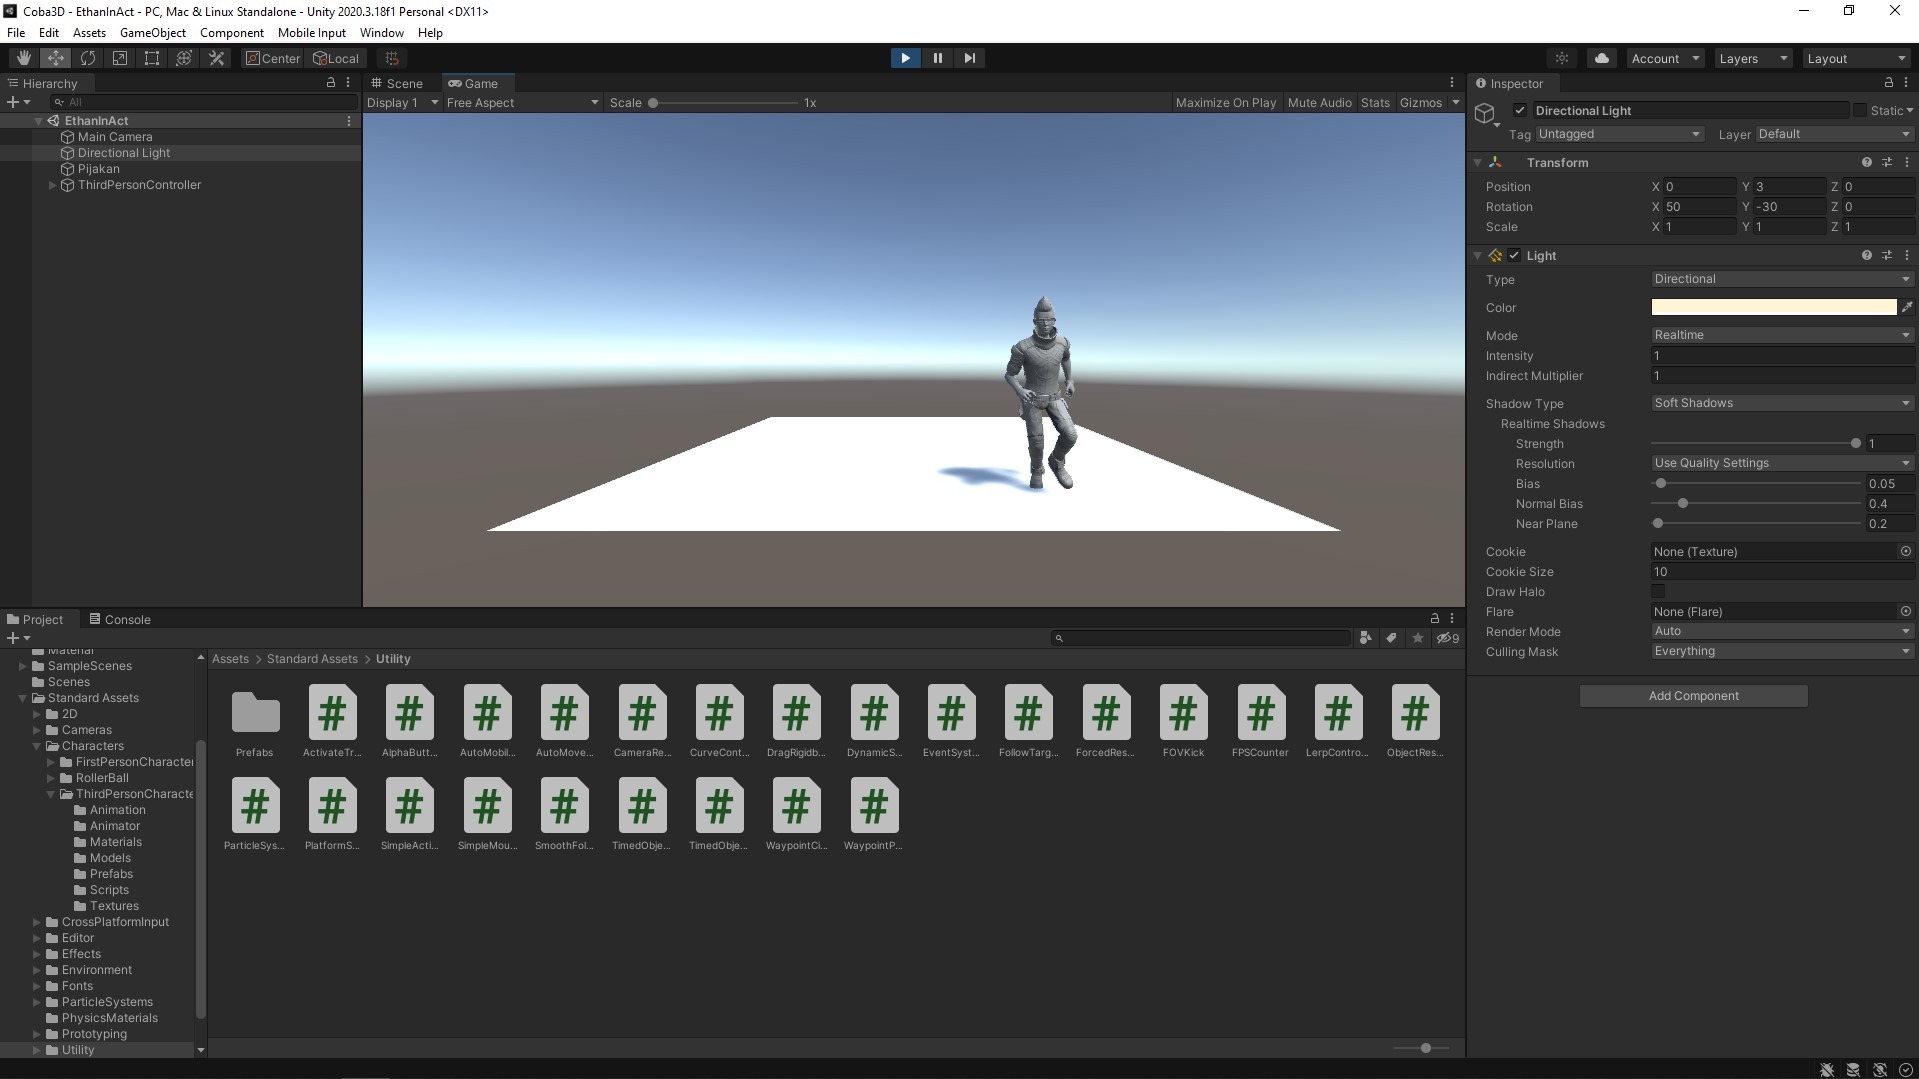 Coba3D - EthanInAct - PC, Mac & Linux Standalone - Unity 2020.3.18f1 Personal <DX11>
File Edit Assets GameObject Component Mobile Input Window Help
Center Local Account Layers Layout
Hierarchy
All
EthanInAct
Main Camera
Directional Light
Pijakan
ThirdPersonController
Scene Game
Display 1 Free Aspect Scale 1x Maximize On Play Mute Audio Stats Gizmos
Inspector
Directional Light Static
Tag Untagged Layer Default
Transform
Position X 0 Y 3 Z 0
Rotation X 50 Y -30 Z 0
Scale X 1 Y 1 Z 1
Light
Type Directional
Color
Mode Realtime
Intensity 1
Indirect Multiplier 1
Shadow Type Soft Shadows
Realtime Shadows
Strength 1
Resolution Use Quality Settings
Bias 0.05
Normal Bias 0.4
Near Plane 0.2
Cookie None (Texture)
Cookie Size 10
Draw Halo
Flare None (Flare)
Render Mode Auto
Culling Mask Everything
Add Component
Project Console
9
Material
SampleScenes
Scenes
Standard Assets
2D
Cameras
Characters
FirstPersonCharacter
RollerBall
ThirdPersonCharacte
Animation
Animator
Materials
Models
Prefabs
Scripts
Textures
CrossPlatformInput
Editor
Effects
Environment
Fonts
ParticleSystems
PhysicsMaterials
Prototyping
Utility
Assets > Standard Assets > Utility
Prefabs ActivateTr... AlphaButt... AutoMobil... AutoMove... CameraRe... CurveCont... DragRigidb... DynamicS... EventSyst... FollowTarg... ForcedRes... FOVKick FPSCounter LerpContro... ObjectRes...
ParticleSys... PlatformS... SimpleActi... SimpleMou... SmoothFol... TimedObje... TimedObje... WaypointCi... WaypointP...